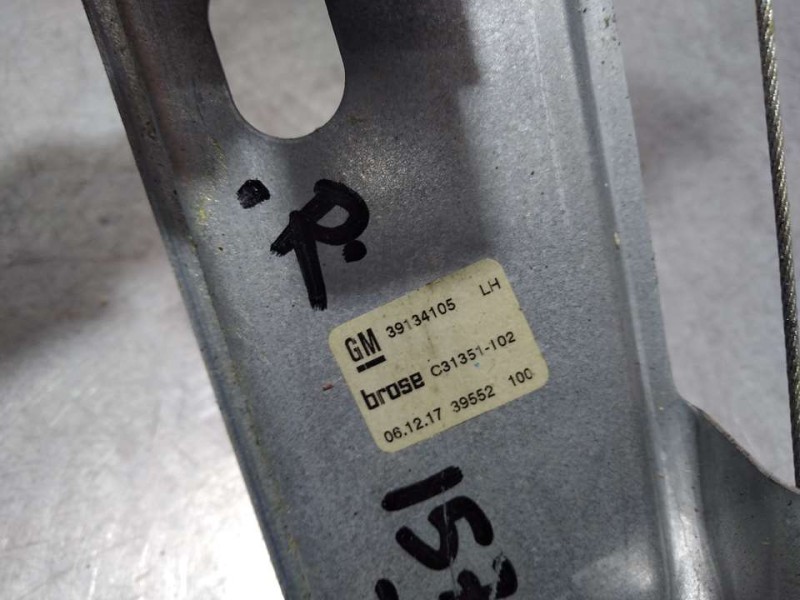 .R.
GM 39134105 LH
brose C31351-102
06.12.17 39552 100